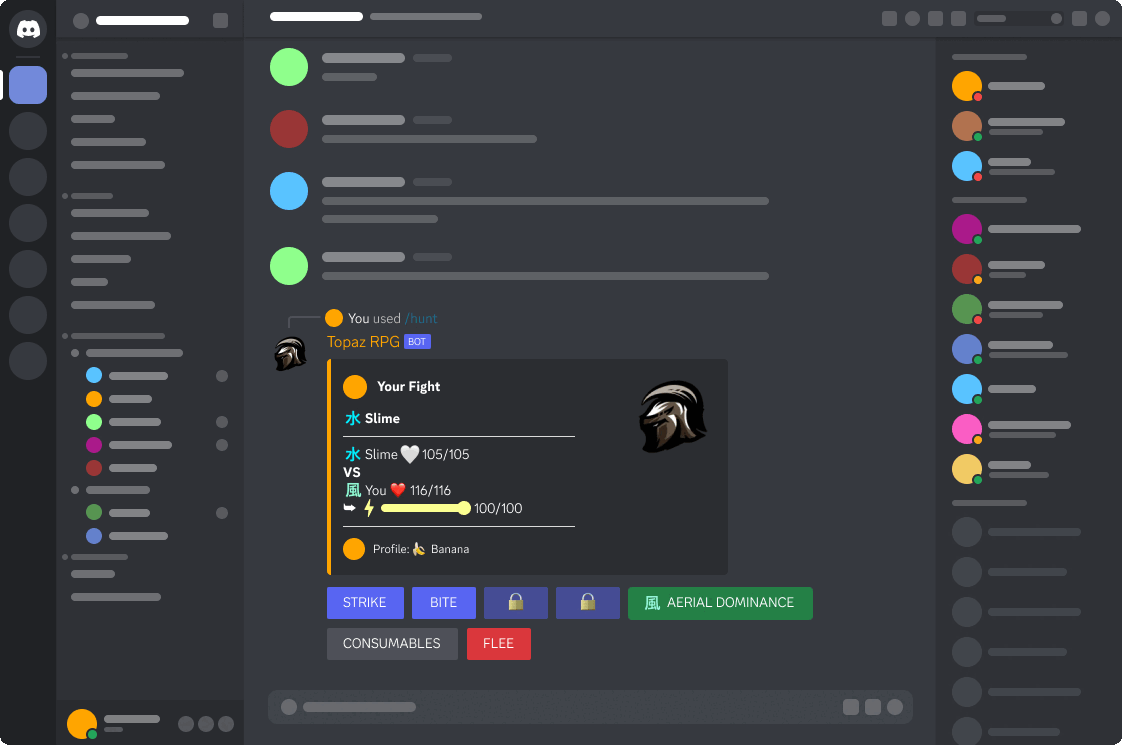 You used /hunt
Topaz RPG BOT
Your Fight
水 Slime
水 Slime 🤍 105/105
VS
風 You ❤️ 116/116
➥ ⚡ 100/100
Profile: 🍌 Banana
STRIKE BITE 🔒 🔒 風 AERIAL DOMINANCE
CONSUMABLES FLEE